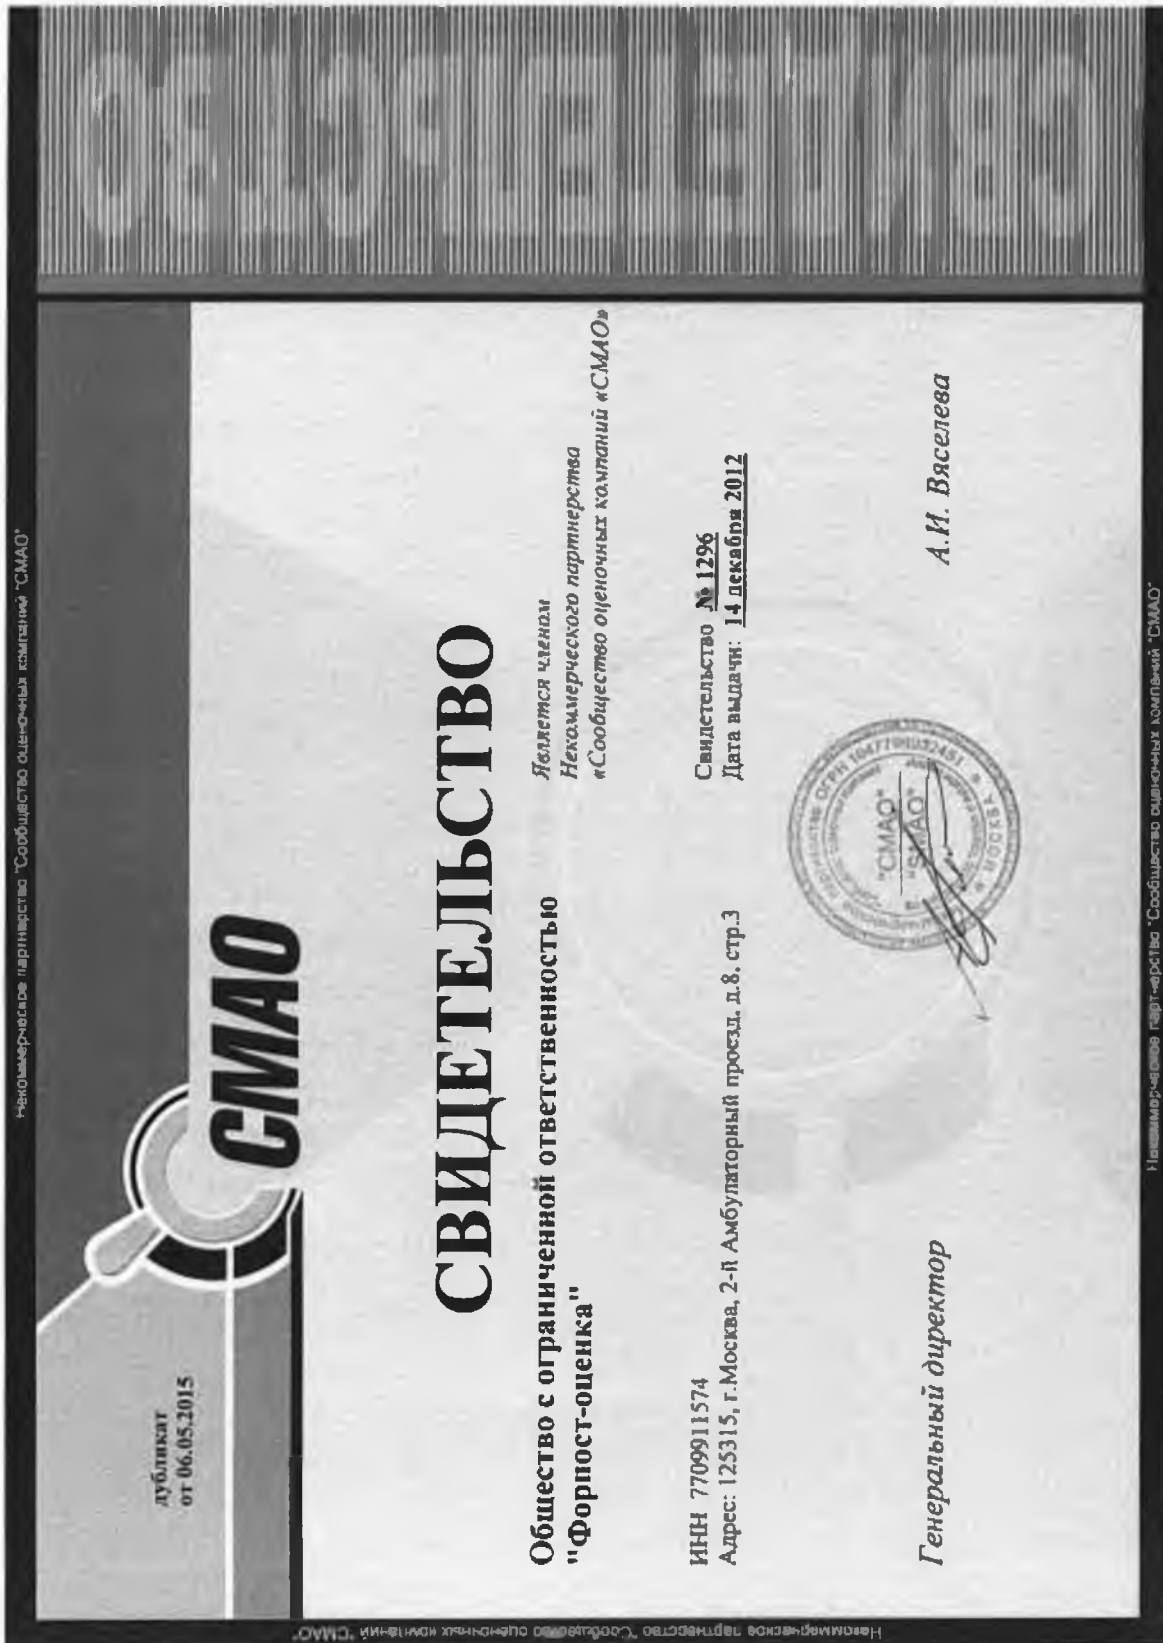 Некоммерческое партнерство "Сообщество оценочных компаний "СМАО"
СВИДЕТЕЛЬСТВО
дубликат
от 06.05.2015
СМАО
СВИДЕТЕЛЬСТВО
Общество с ограниченной ответственностью
"Форпост-оценка"
Является членом
Некоммерческого партнерства
«Сообщество оценочных компаний «СМАО»
ИНН 7709911574
Адрес: 125315, г.Москва, 2-й Амбулаторный проезд, д.8, стр.3
Свидетельство № 1296
Дата выдачи: 14 декабря 2012
"СМАО"
"SMAO"
МОСКВА
Генеральный директор
А.И. Вяселева
Некоммерческое партнерство "Сообщество оценочных компаний "СМАО"
Некоммерческое партнерство "Сообщество оценочных компаний "СМАО"